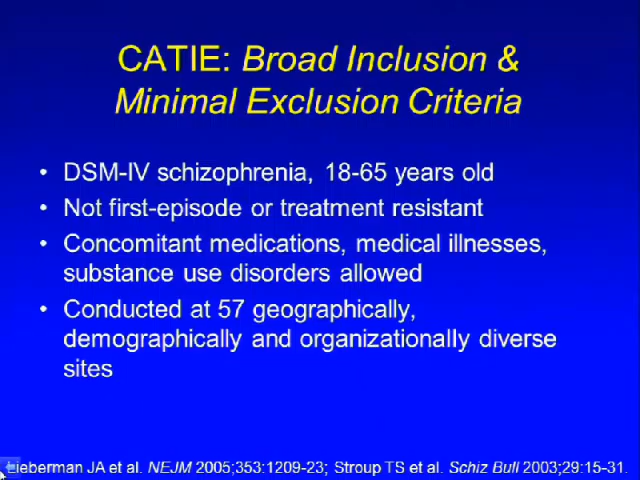 CATIE: Broad Inclusion &
Minimal Exclusion Criteria
• DSM-IV schizophrenia, 18-65 years old
• Not first-episode or treatment resistant
• Concomitant medications, medical illnesses,
substance use disorders allowed
• Conducted at 57 geographically,
demographically and organizationally diverse
sites
Lieberman JA et al. NEJM 2005;353:1209-23; Stroup TS et al. Schiz Bull 2003;29:15-31.